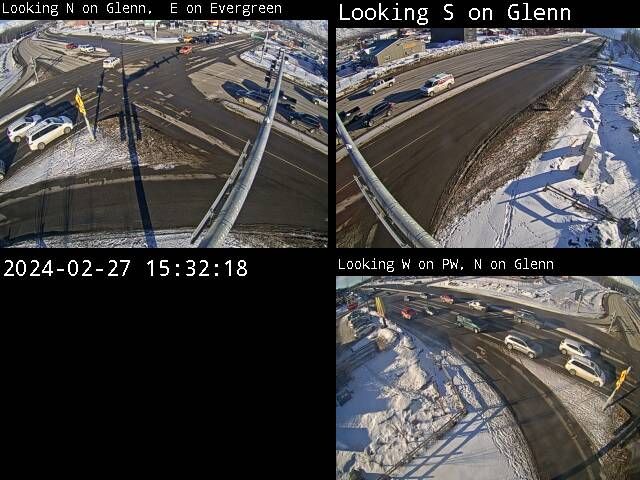 Looking N on Glenn, E on Evergreen
Looking S on Glenn
2024-02-27 15:32:18
Looking W on PW, N on Glenn